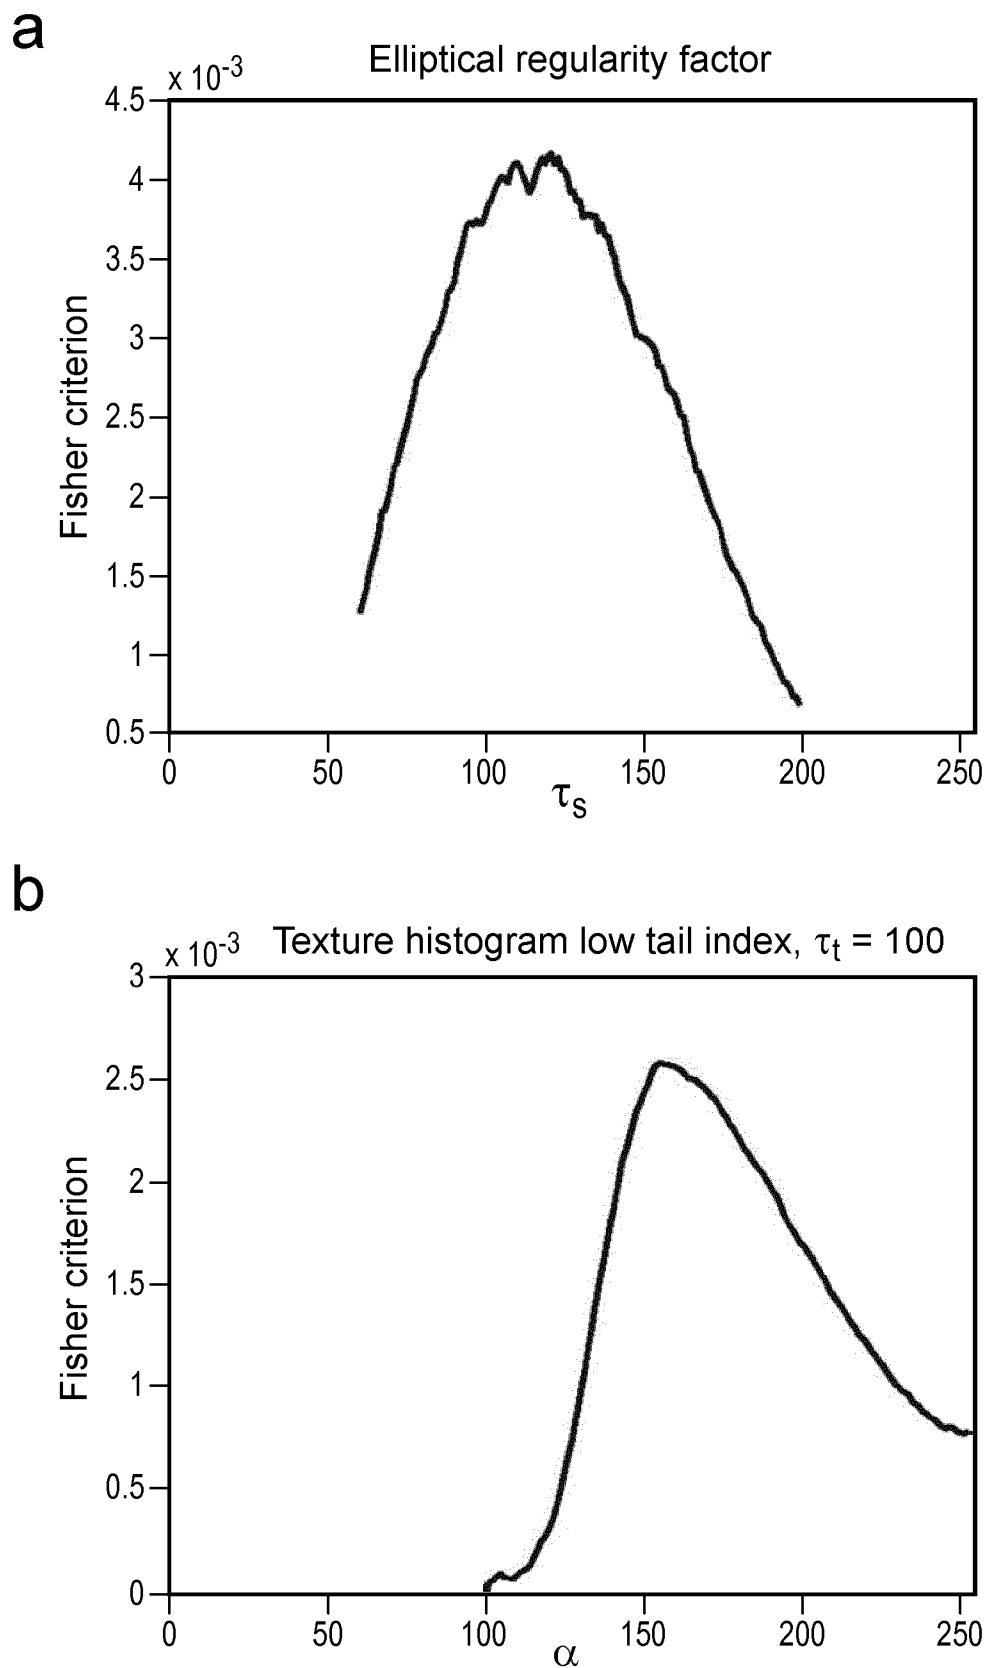 a
Elliptical regularity factor
x 10-3
4.5
4
3.5
3
2.5
2
1.5
1
0.5
Fisher criterion
0 50 100 150 200 250
τs
b
Texture histogram low tail index, τt = 100
x 10-3
3
2.5
2
1.5
1
0.5
0
Fisher criterion
0 50 100 150 200 250
α